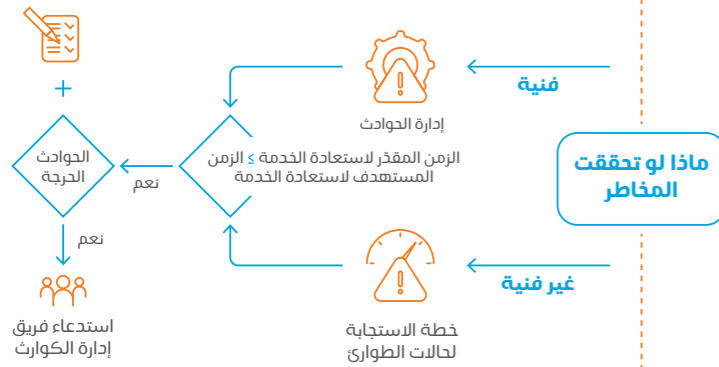 ماذا لو تحققت
المخاطر
فنية
إدارة الحوادث
غير فنية
خطة الاستجابة
لحالات الطوارئ
الزمن المقدّر لاستعادة الخدمة ≥ الزمن
المستهدف لاستعادة الخدمة
نعم
+
الحوادث
الحرجة
نعم
استدعاء فريق
إدارة الكوارث